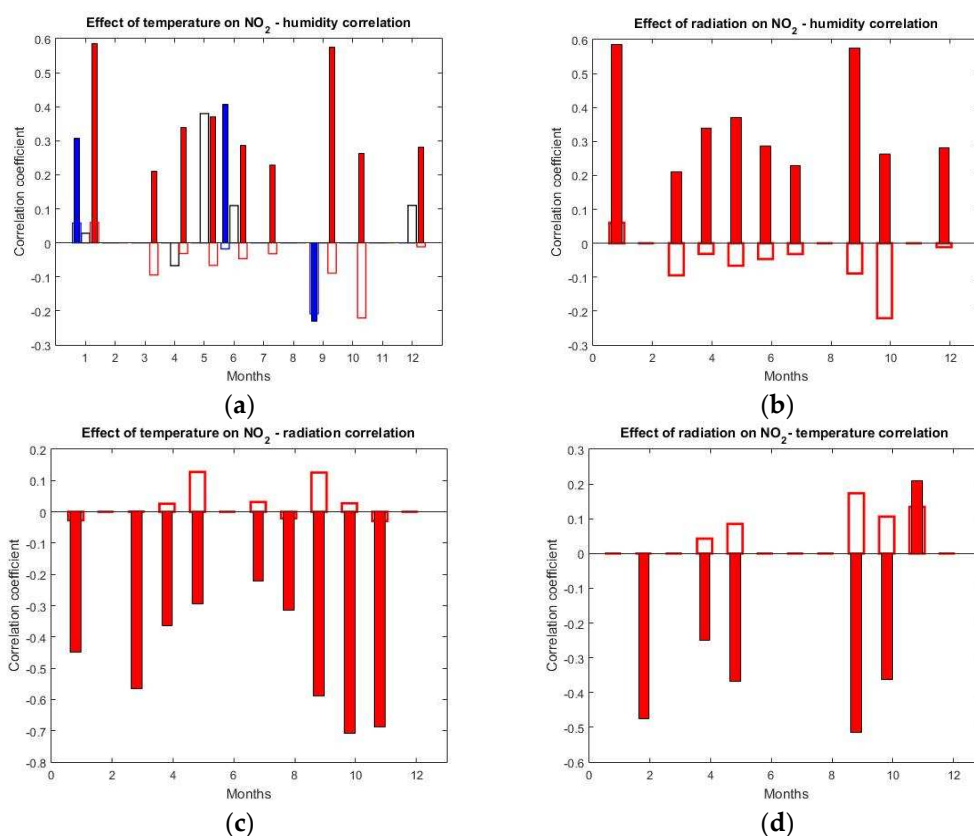 Effect of temperature on NO2 - humidity correlation
0.6
0.5
0.4
0.3
0.2
0.1
0
-0.1
-0.2
-0.3
Correlation coefficient
1 2 3 4 5 6 7 8 9 10 11 12
Months
(a)
Effect of radiation on NO2 - humidity correlation
0.6
0.5
0.4
0.3
0.2
0.1
0
-0.1
-0.2
-0.3
Correlation coefficient
0 2 4 6 8 10 12
Months
(b)
Effect of temperature on NO2 - radiation correlation
0.2
0.1
0
-0.1
-0.2
-0.3
-0.4
-0.5
-0.6
-0.7
-0.8
Correlation coefficient
0 2 4 6 8 10 12
Months
(c)
Effect of radiation on NO2- temperature correlation
0.3
0.2
0.1
0
-0.1
-0.2
-0.3
-0.4
-0.5
-0.6
Correlation coefficient
0 2 4 6 8 10 12
Months
(d)